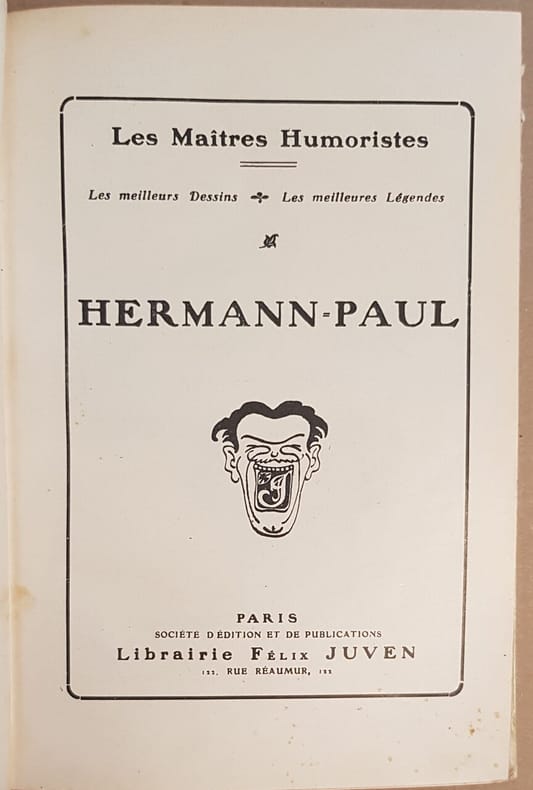 Les Maîtres Humoristes
Les meilleurs Dessins Les meilleures Légendes
HERMANN-PAUL
J
PARIS
SOCIÉTÉ D'ÉDITION ET DE PUBLICATIONS
Librairie FÉLIX JUVEN
122, RUE RÉAUMUR, 122